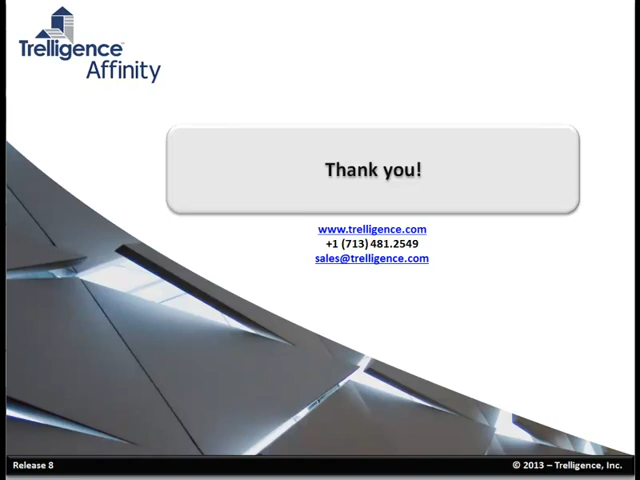 Trelligence
Affinity
Thank you!
www.trelligence.com
+1 (713) 481.2549
sales@trelligence.com
Release 8
© 2013 – Trelligence, Inc.